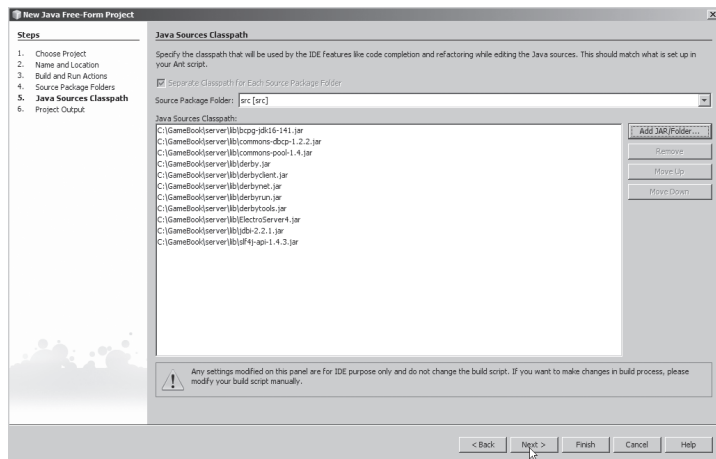 New Java Free-Form Project
Steps
1. Choose Project
2. Name and Location
3. Build and Run Actions
4. Source Package Folders
5. Java Sources Classpath
6. Project Output
Java Sources Classpath
Specify the classpath that will be used by the IDE features like code completion and refactoring while editing the Java sources. This should match what is set up in
your Ant script.
Separate Classpath for Each Source Package Folder
Source Package Folder: src [src]
Java Sources Classpath:
C:\GameBook\server\lib\bcpg-jdk16-141.jar
C:\GameBook\server\lib\commons-dbcp-1.2.2.jar
C:\GameBook\server\lib\commons-pool-1.4.jar
C:\GameBook\server\lib\derby.jar
C:\GameBook\server\lib\derbyclient.jar
C:\GameBook\server\lib\derbynet.jar
C:\GameBook\server\lib\derbyrun.jar
C:\GameBook\server\lib\derbytools.jar
C:\GameBook\server\lib\ElectroServer4.jar
C:\GameBook\server\lib\jdbi-2.2.1.jar
C:\GameBook\server\lib\slf4j-api-1.4.3.jar
Add JAR/Folder...
Remove
Move Up
Move Down
Any settings modified on this panel are for IDE purpose only and do not change the build script. If you want to make changes in build process, please
modify your build script manually.
< Back Next > Finish Cancel Help